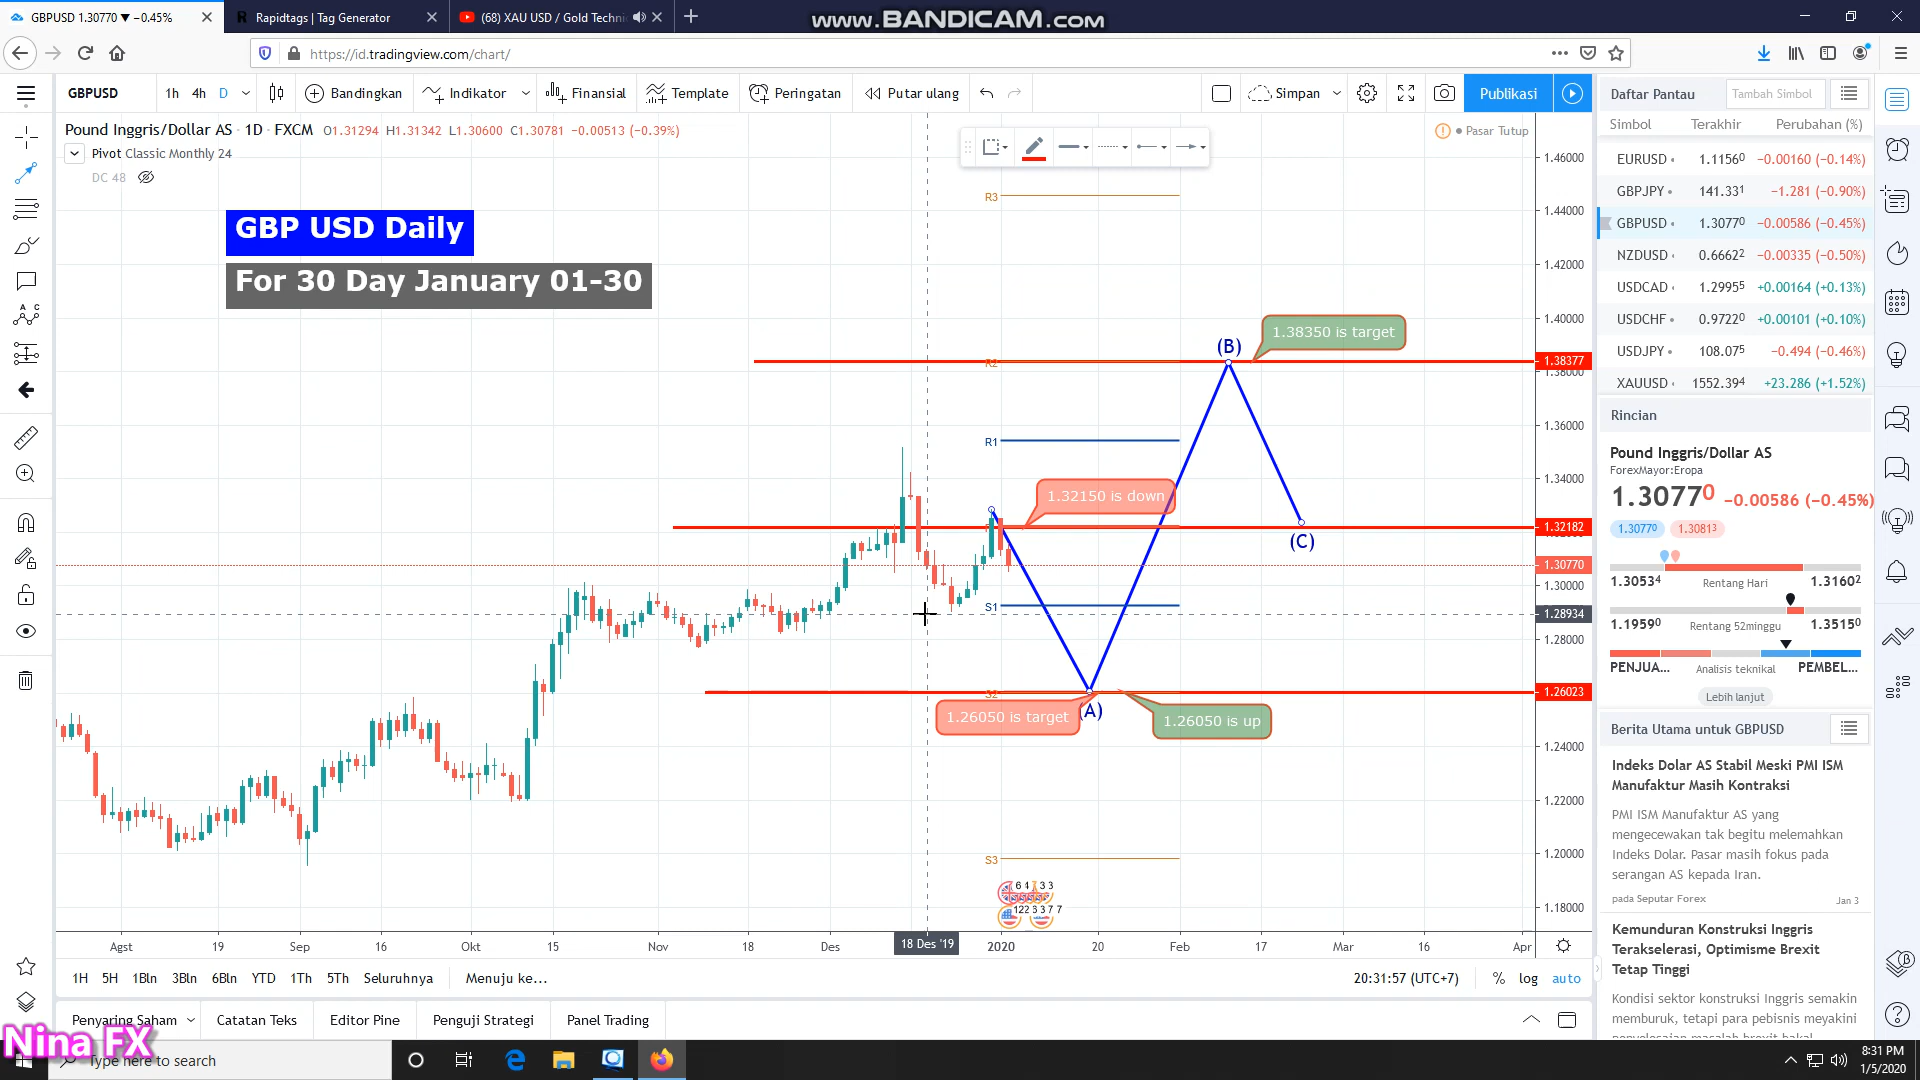 GBPUSD 1.30770 ▼ −0.45%
Rapidtags | Tag Generator
(68) XAU USD / Gold Techni
www.BANDICAM.com
https://id.tradingview.com/chart/
GBPUSD
1h 4h D
Bandingkan
Indikator
Finansial
Template
Peringatan
Putar ulang
Simpan
Publikasi
Pound Inggris/Dollar AS · 1D · FXCM O1.31294 H1.31342 L1.30600 C1.30781 −0.00513 (−0.39%)
Pasar Tutup
Pivot Classic Monthly 24
DC 48
GBP USD Daily
For 30 Day January 01-30
R3
R2
R1
S1
S2
S3
1.38350 is target
(B)
1.32150 is down
(C)
1.26050 is target
(A)
1.26050 is up
1.46000
1.44000
1.42000
1.40000
1.38377
1.38000
1.36000
1.34000
1.32182
1.30770
1.30000
1.28934
1.28000
1.26023
1.24000
1.22000
1.20000
1.18000
Agst 19 Sep 16 Okt 15 Nov 18 Des 18 Des '19 2020 20 Feb 17 Mar 16 Apr
1H 5H 1Bln 3Bln 6Bln YTD 1Th 5Th Seluruhnya Menuju ke...
20:31:57 (UTC+7) % log auto
Penyaring Saham Catatan Teks Editor Pine Penguji Strategi Panel Trading
Daftar Pantau
Tambah Simbol
Simbol Terakhir Perubahan (%)
EURUSD 1.11560 −0.00160 (−0.14%)
GBPJPY 141.331 −1.281 (−0.90%)
GBPUSD 1.30770 −0.00586 (−0.45%)
NZDUSD 0.66622 −0.00335 (−0.50%)
USDCAD 1.29955 +0.00164 (+0.13%)
USDCHF 0.97220 +0.00101 (+0.10%)
USDJPY 108.075 −0.494 (−0.46%)
XAUUSD 1552.394 +23.286 (+1.52%)
Rincian
Pound Inggris/Dollar AS
ForexMayor:Eropa
1.30770 −0.00586 (−0.45%)
1.30770 1.30813
1.30534 Rentang Hari 1.31602
1.19590 Rentang 52minggu 1.35150
PENJUA... Analisis teknikal PEMBEL...
Lebih lanjut
Berita Utama untuk GBPUSD
Indeks Dolar AS Stabil Meski PMI ISM
Manufaktur Masih Kontraksi
PMI ISM Manufaktur AS yang
mengecewakan tak begitu melemahkan
Indeks Dolar. Pasar masih fokus pada
serangan AS kepada Iran.
pada Seputar Forex Jan 3
Kemunduran Konstruksi Inggris
Terakselerasi, Optimisme Brexit
Tetap Tinggi
Kondisi sektor konstruksi Inggris semakin
memburuk, tetapi para pebisnis meyakini
Nina FX
Type here to search
8:31 PM
1/5/2020